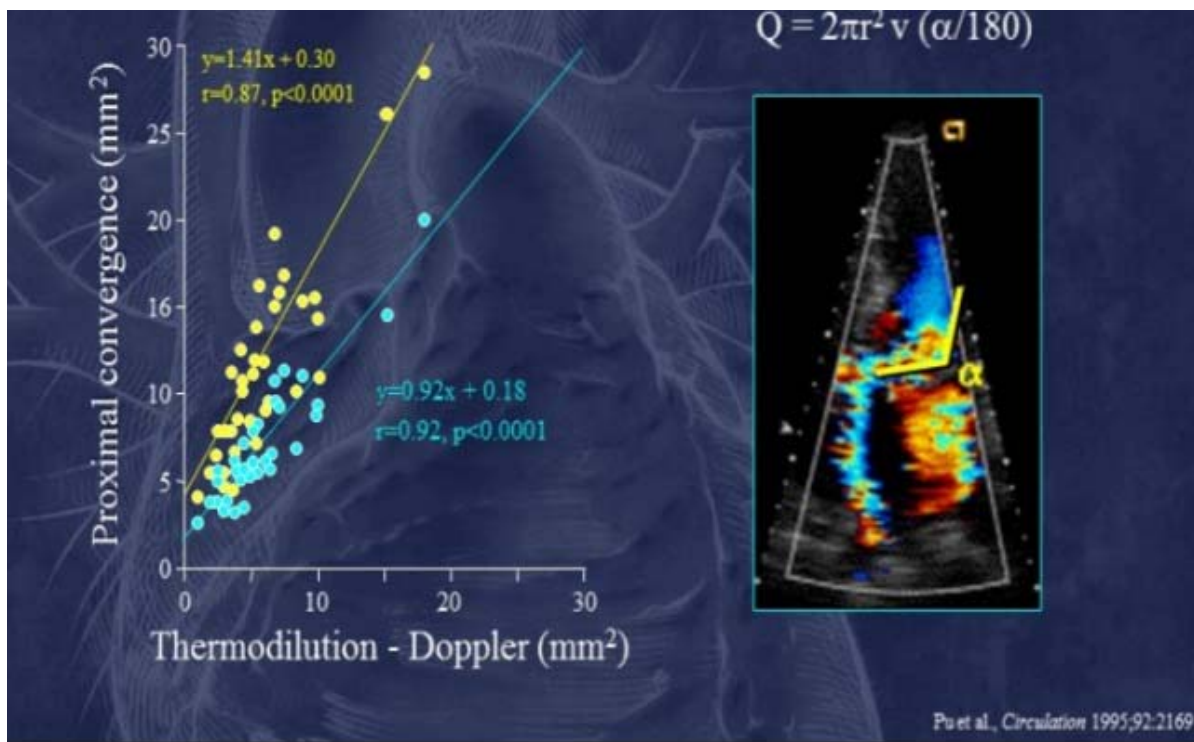 Q = 2πr² v (α/180)
30
y=1.41x + 0.30
r=0.87, p<0.0001
25
20
16
10
5
0
Proximal convergence (mm²)
y=0.92x + 0.18
r=0.92, p<0.0001
0 10 20 30
Thermodilution - Doppler (mm²)
α
Pu et al., Circulation 1995;92:2169